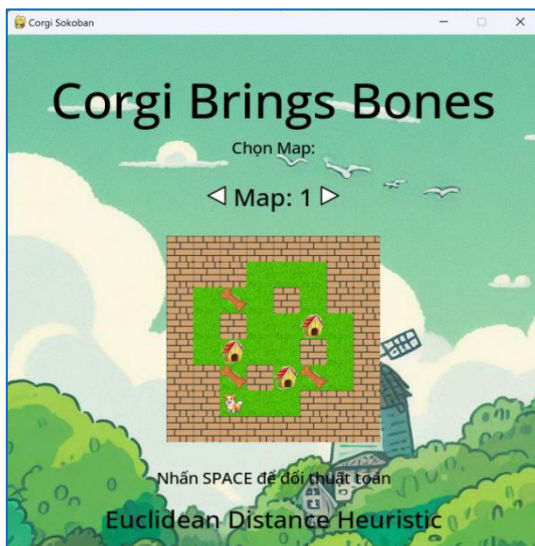 Corgi Sokoban
Corgi Brings Bones
Chọn Map:
Map: 1
Nhấn SPACE để đổi thuật toán
Euclidean Distance Heuristic